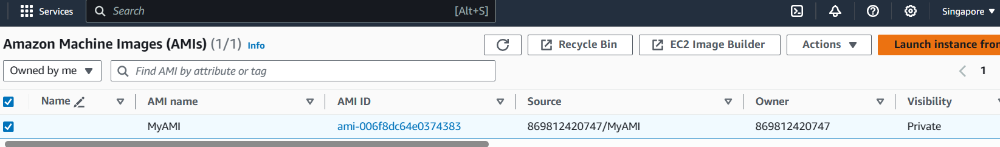 Services Search [Alt+S] Singapore
Amazon Machine Images (AMIs) (1/1) Info Recycle Bin EC2 Image Builder Actions Launch instance from
Owned by me Find AMI by attribute or tag 1
Name AMI name AMI ID Source Owner Visibility
MyAMI ami-006f8dc64e0374383 869812420747/MyAMI 869812420747 Private